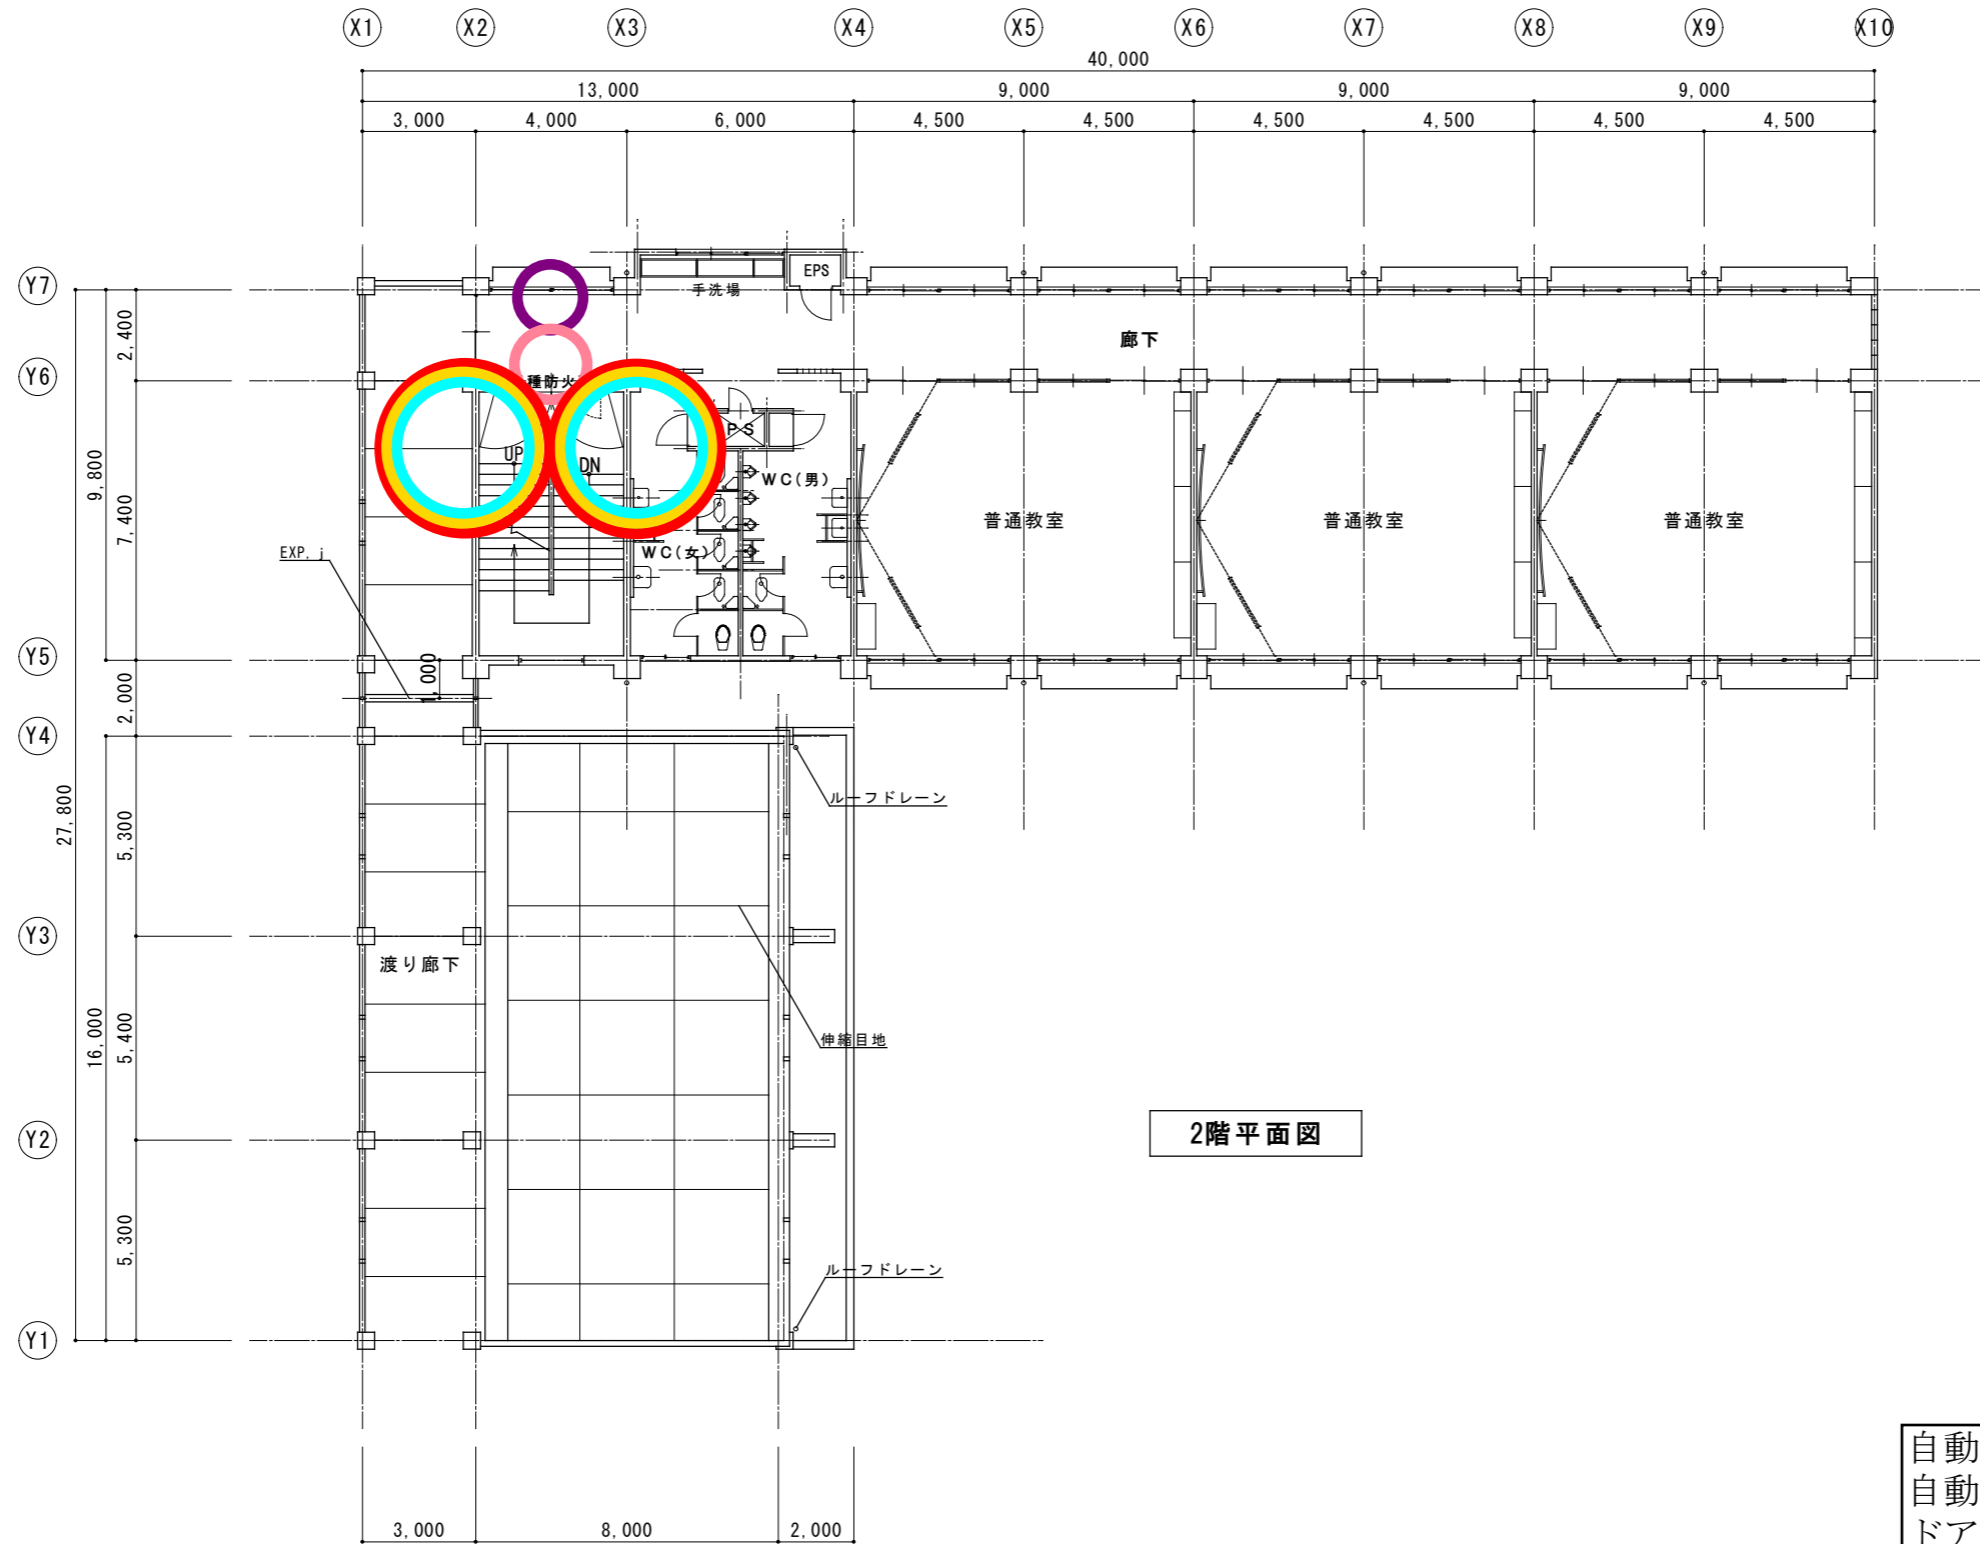 X1 X2 X3 X4 X5 X6 X7 X8 X9 X10
40,000
13,000 9,000 9,000 9,000
3,000 4,000 6,000 4,500 4,500 4,500 4,500 4,500 4,500
EPS
Y7
手洗場
2,400
廊下
Y6
種防火
PS
UP
DN
WC(男)
9,800
7,400
普通教室 普通教室 普通教室
WC(女)
EXP. j
Y5
1,000
2,000
Y4
ルーフドレーン
27,800
5,300
Y3
渡り廊下
16,000
5,400
伸縮目地
2階平面図
Y2
5,300
ルーフドレーン
Y1
自動
自動
ドア
3,000 8,000 2,000